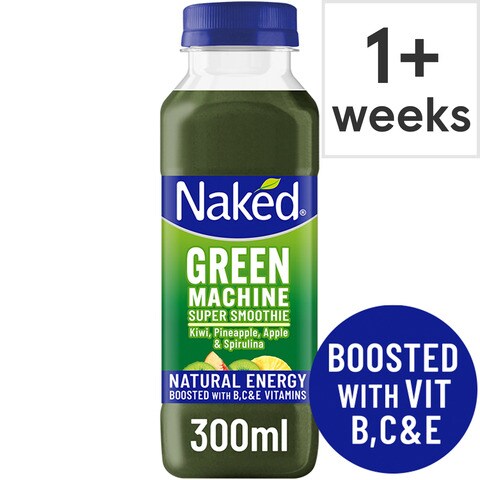 1+
weeks
Naked®
GREEN
MACHINE
SUPER SMOOTHIE
Kiwi, Pineapple, Apple
& Spirulina
NATURAL ENERGY
BOOSTED WITH B,C&E VITAMINS
300ml
BOOSTED
WITH VIT
B,C&E